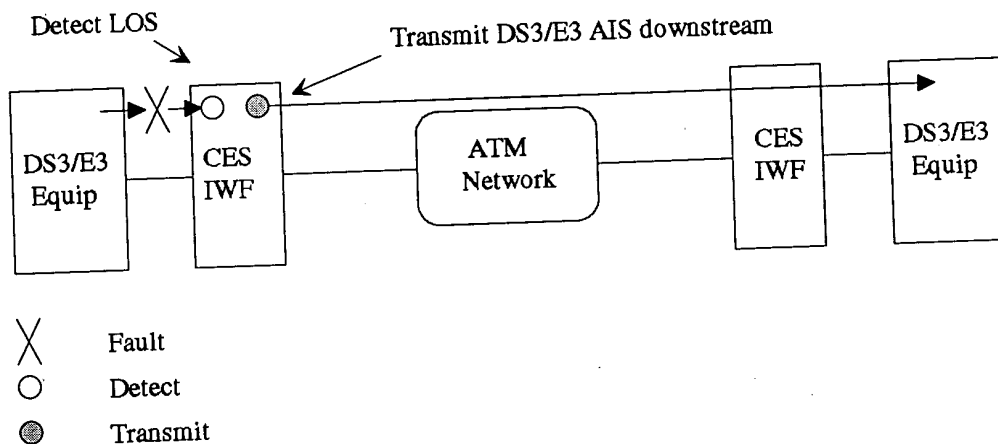 Detect LOS
Transmit DS3/E3 AIS downstream
DS3/E3
Equip
CES
IWF
ATM
Network
CES
IWF
DS3/E3
Equip
Fault
Detect
Transmit